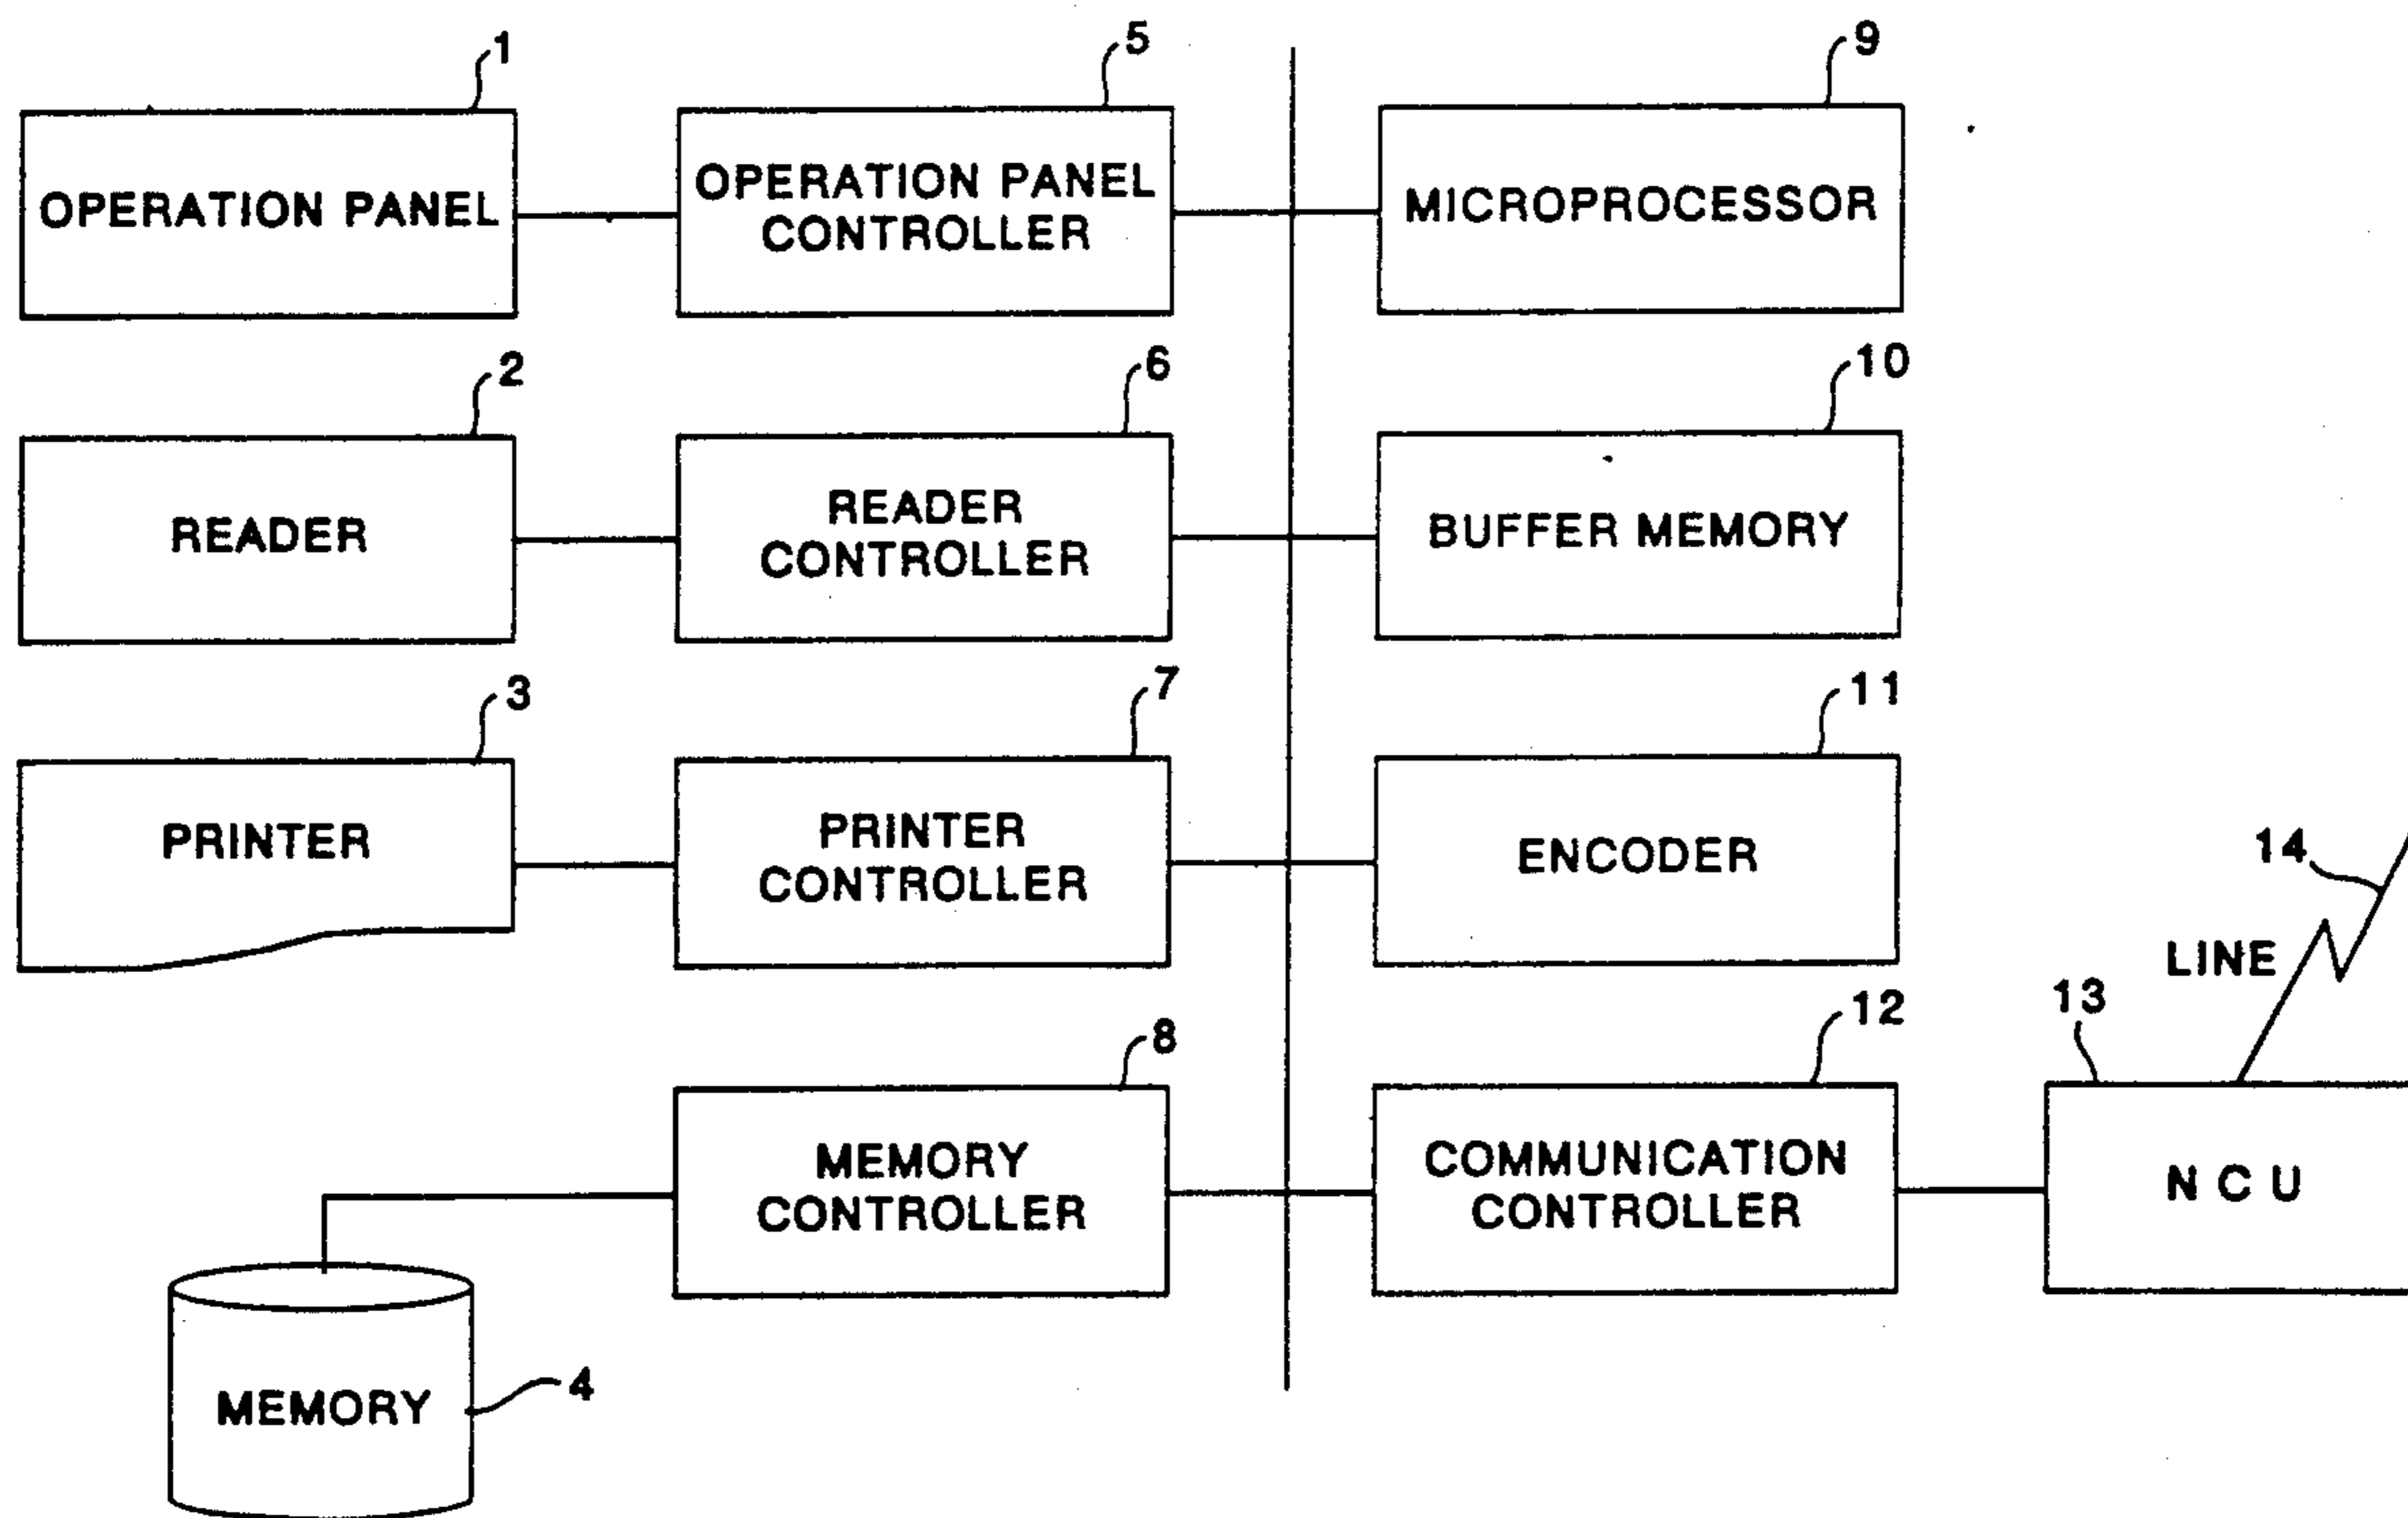 1
5
9
OPERATION PANEL
OPERATION PANEL
CONTROLLER
MICROPROCESSOR
2
6
10
READER
READER
CONTROLLER
BUFFER MEMORY
3
7
11
PRINTER
PRINTER
CONTROLLER
ENCODER
14
LINE
8
12
13
MEMORY
CONTROLLER
COMMUNICATION
CONTROLLER
N C U
MEMORY
4